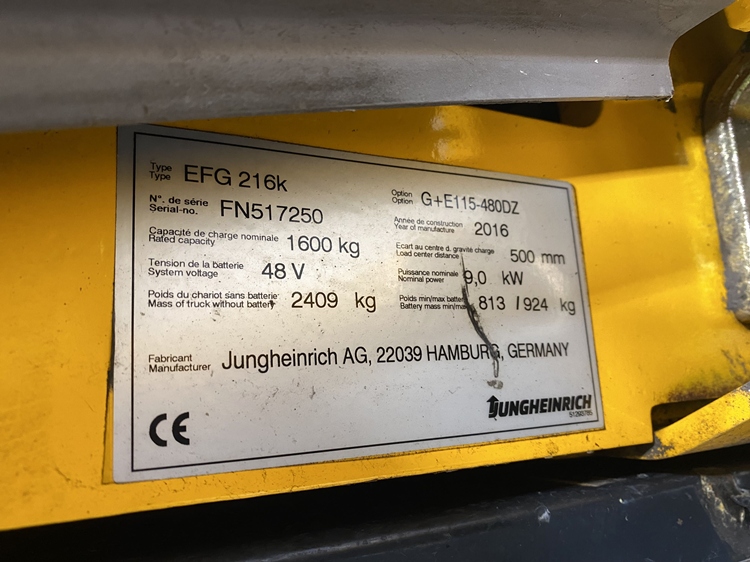 Type
Type EFG 216k
Option
Option G+E115-480DZ
N°. de série
Serial-no. FN517250
Année de construction
Year of manufacture 2016
Capacité de charge nominale
Rated capacity 1600 kg
Ecart au centre d. gravité charge
Load center distance 500 mm
Tension de la batterie
System voltage 48 V
Puissance nominale
Nominal power 9,0 kW
Poids du chariot sans batterie
Mass of truck without battery 2409 kg
Poids min/max batterie
Battery mass min/max 813 / 924 kg
Fabricant
Manufacturer Jungheinrich AG, 22039 HAMBURG, GERMANY
CE
JUNGHEINRICH